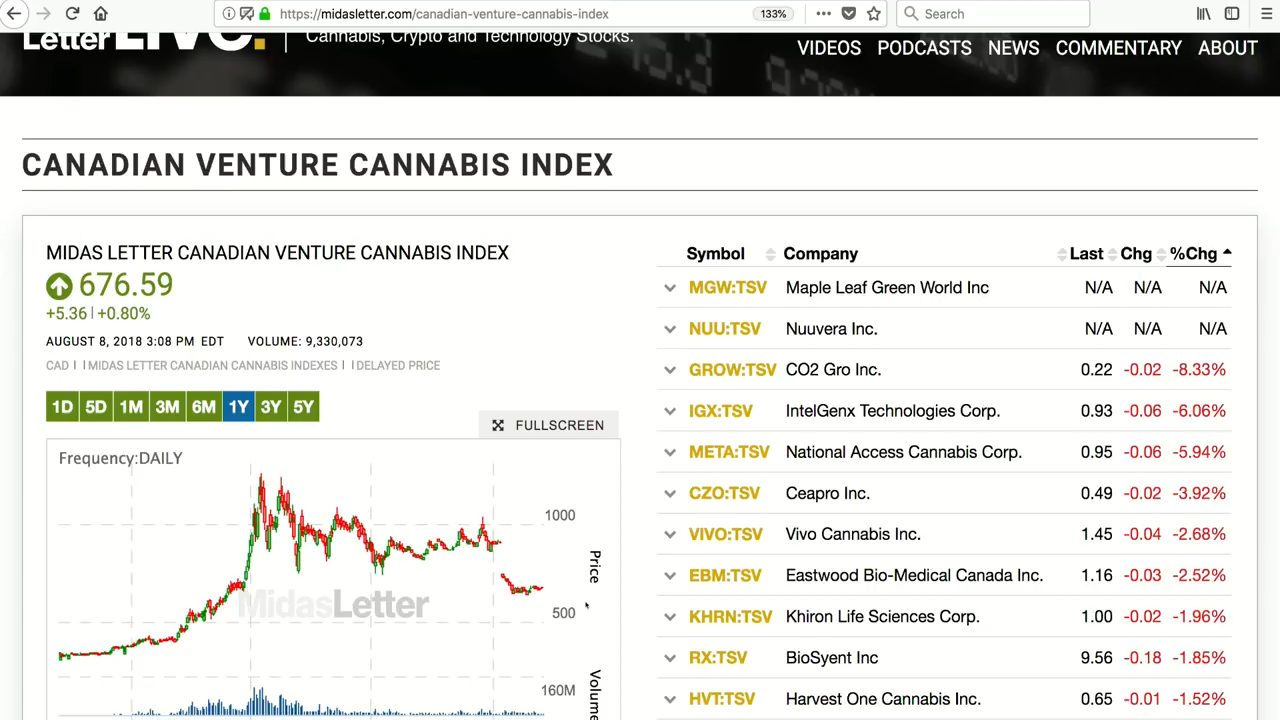 https://midasletter.com/canadian-venture-cannabis-index
133%
Search
Letter LIVE.
Cannabis, Crypto and Technology Stocks.
VIDEOS PODCASTS NEWS COMMENTARY ABOUT
CANADIAN VENTURE CANNABIS INDEX
MIDAS LETTER CANADIAN VENTURE CANNABIS INDEX
676.59
+5.36 | +0.80%
AUGUST 8, 2018 3:08 PM EDT VOLUME: 9,330,073
CAD | | MIDAS LETTER CANADIAN CANNABIS INDEXES | | DELAYED PRICE
1D 5D 1M 3M 6M 1Y 3Y 5Y
FULLSCREEN
Frequency:DAILY
1000
Price
MidasLetter
500
160M
Volume
Symbol Company Last Chg %Chg
MGW:TSV Maple Leaf Green World Inc N/A N/A N/A
NUU:TSV Nuuvera Inc. N/A N/A N/A
GROW:TSV CO2 Gro Inc. 0.22 -0.02 -8.33%
IGX:TSV IntelGenx Technologies Corp. 0.93 -0.06 -6.06%
META:TSV National Access Cannabis Corp. 0.95 -0.06 -5.94%
CZO:TSV Ceapro Inc. 0.49 -0.02 -3.92%
VIVO:TSV Vivo Cannabis Inc. 1.45 -0.04 -2.68%
EBM:TSV Eastwood Bio-Medical Canada Inc. 1.16 -0.03 -2.52%
KHRN:TSV Khiron Life Sciences Corp. 1.00 -0.02 -1.96%
RX:TSV BioSyent Inc 9.56 -0.18 -1.85%
HVT:TSV Harvest One Cannabis Inc. 0.65 -0.01 -1.52%